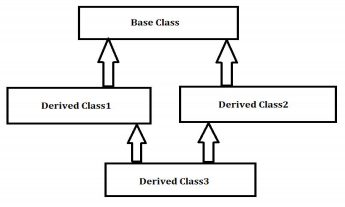 Base Class
Derived Class1
Derived Class2
Derived Class3